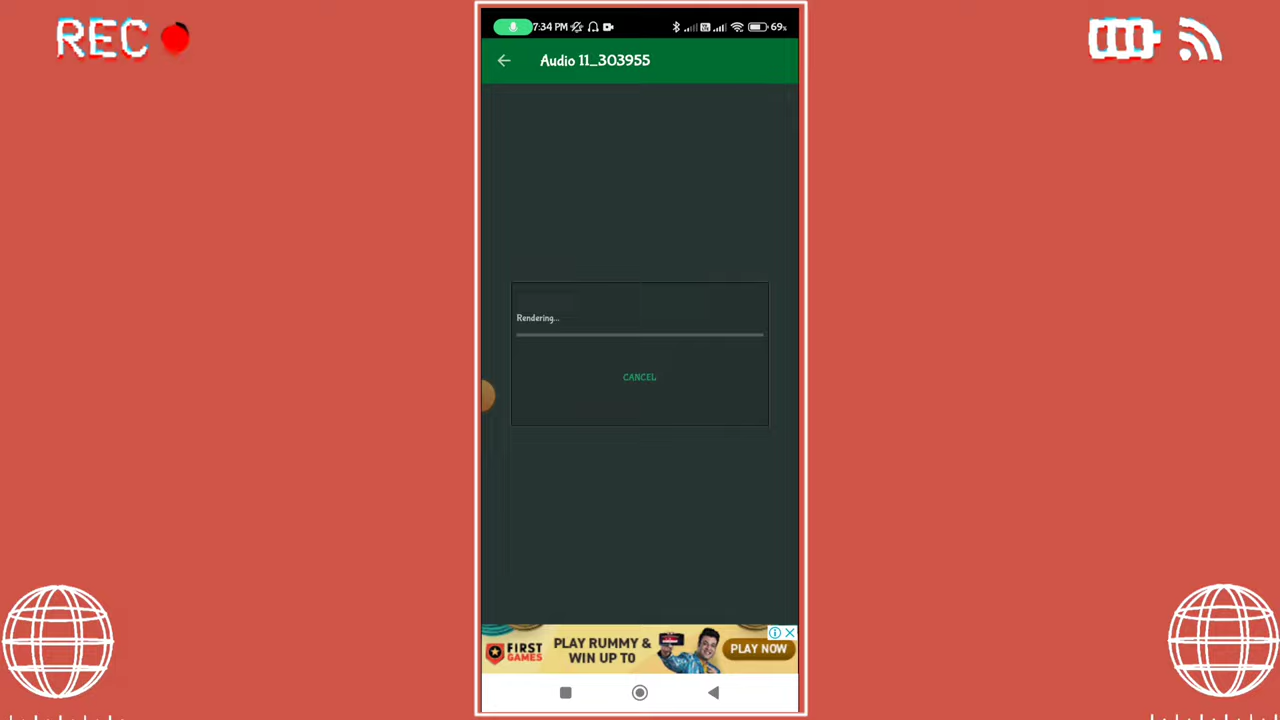 REC
7:34 PM
69%
Audio 11_303955
Rendering...
CANCEL
FIRST GAMES
PLAY RUMMY &
WIN UP TO
PLAY NOW